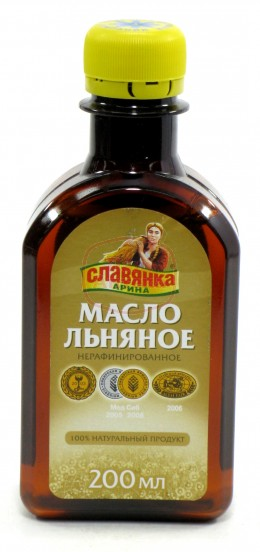 СЛАВЯНКА
АРИНА
МАСЛО
ЛЬНЯНОЕ
НЕРАФИНИРОВАННОЕ
2008
100% НАТУРАЛЬНЫЙ ПРОДУКТ
200 МЛ